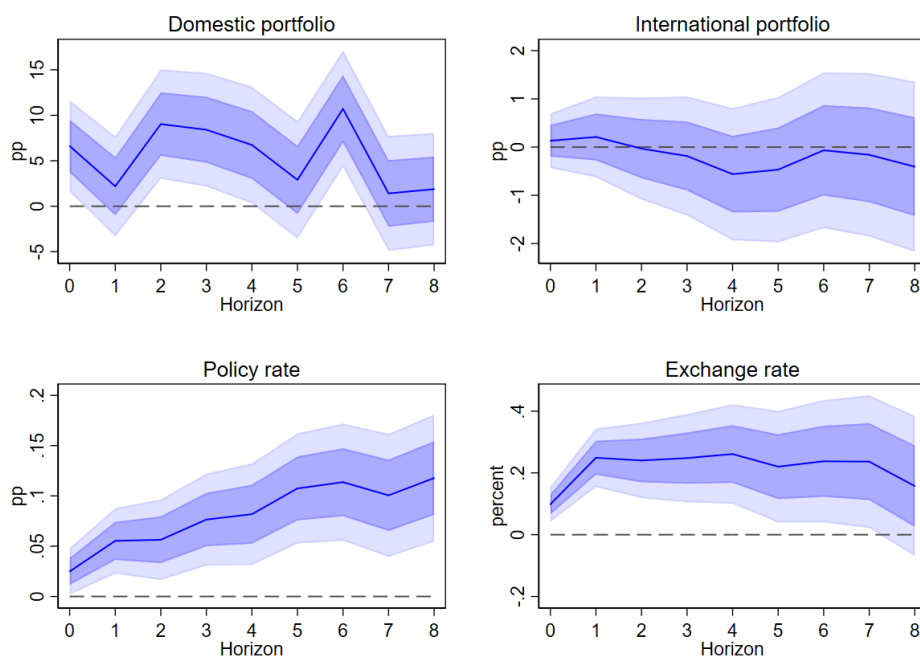 Domestic portfolio
pp
15
10
5
0
-5
0 1 2 3 4 5 6 7 8
Horizon
International portfolio
pp
2
1
0
-1
-2
0 1 2 3 4 5 6 7 8
Horizon
Policy rate
pp
.2
.15
.1
.05
0
0 1 2 3 4 5 6 7 8
Horizon
Exchange rate
percent
.4
.2
0
-.2
0 1 2 3 4 5 6 7 8
Horizon